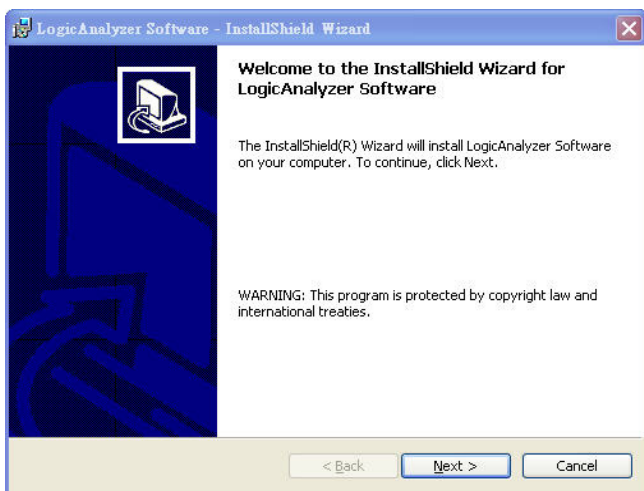 LogicAnalyzer Software - InstallShield Wizard
Welcome to the InstallShield Wizard for
LogicAnalyzer Software
The InstallShield(R) Wizard will install LogicAnalyzer Software
on your computer. To continue, click Next.
WARNING: This program is protected by copyright law and
international treaties.
< Back
Next >
Cancel